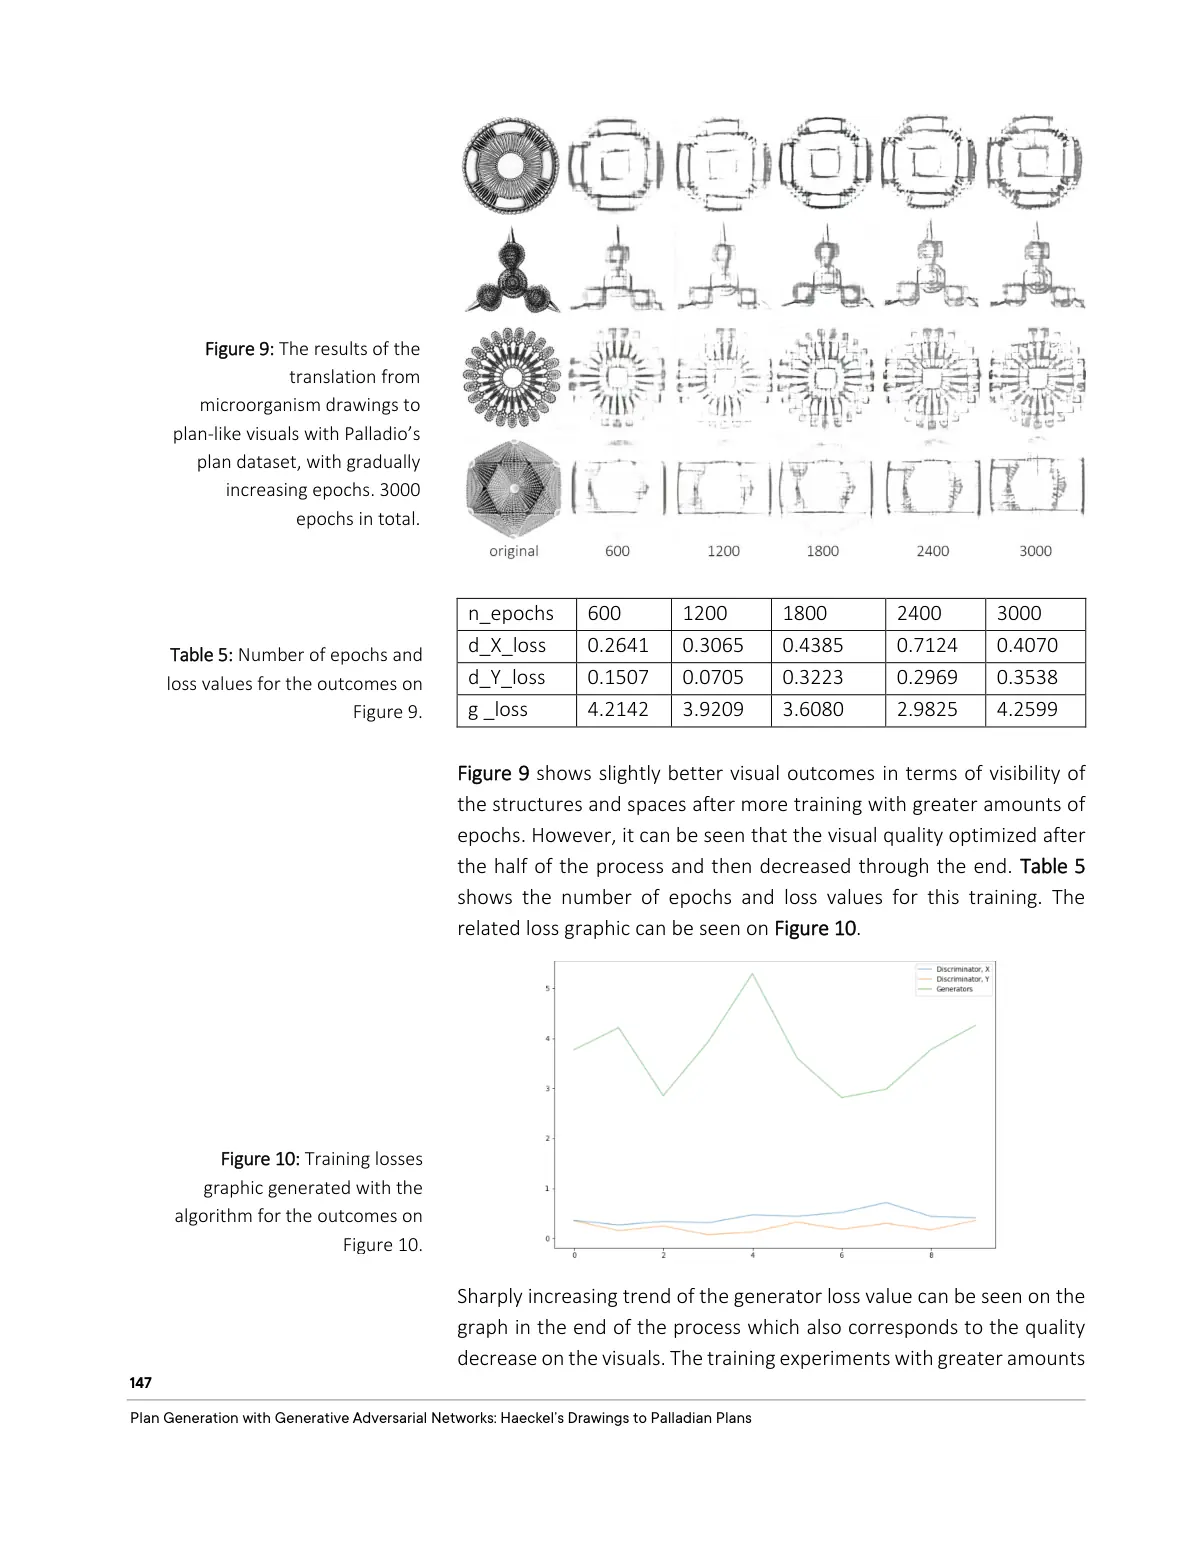 Figure 9: The results of the
translation from
microorganism drawings to
plan-like visuals with Palladio’s
plan dataset, with gradually
increasing epochs. 3000
epochs in total.
original 600 1200 1800 2400 3000
Table 5: Number of epochs and
loss values for the outcomes on
Figure 9.
n_epochs 600 1200 1800 2400 3000
d_X_loss 0.2641 0.3065 0.4385 0.7124 0.4070
d_Y_loss 0.1507 0.0705 0.3223 0.2969 0.3538
g _loss 4.2142 3.9209 3.6080 2.9825 4.2599
Figure 9 shows slightly better visual outcomes in terms of visibility of
the structures and spaces after more training with greater amounts of
epochs. However, it can be seen that the visual quality optimized after
the half of the process and then decreased through the end. Table 5
shows the number of epochs and loss values for this training. The
related loss graphic can be seen on Figure 10.
Discriminator, X
Discriminator, Y
Generators
5
4
3
2
1
0
0 2 4 6 8
Figure 10: Training losses
graphic generated with the
algorithm for the outcomes on
Figure 10.
Sharply increasing trend of the generator loss value can be seen on the
graph in the end of the process which also corresponds to the quality
decrease on the visuals. The training experiments with greater amounts
147
Plan Generation with Generative Adversarial Networks: Haeckel’s Drawings to Palladian Plans